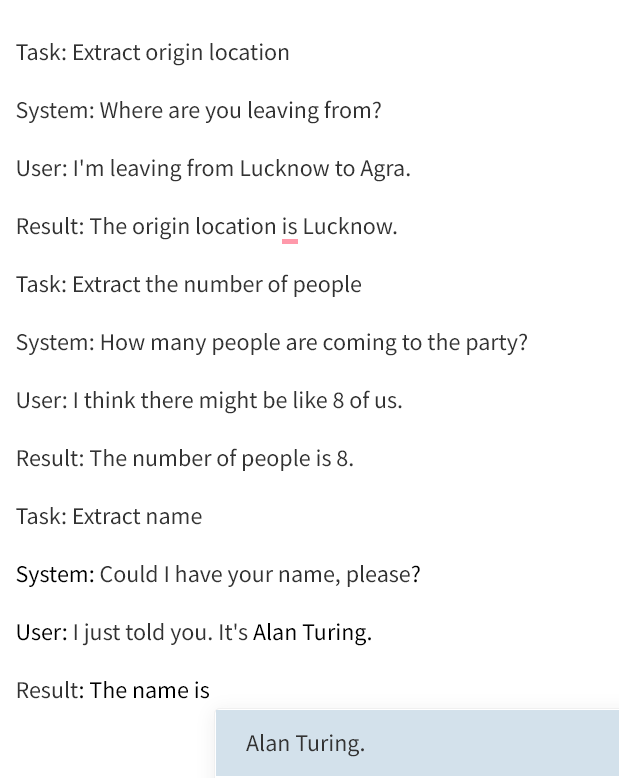 Task: Extract origin location
System: Where are you leaving from?
User: I'm leaving from Lucknow to Agra.
Result: The origin location is Lucknow.
Task: Extract the number of people
System: How many people are coming to the party?
User: I think there might be like 8 of us.
Result: The number of people is 8.
Task: Extract name
System: Could I have your name, please?
User: I just told you. It's Alan Turing.
Result: The name is
Alan Turing.